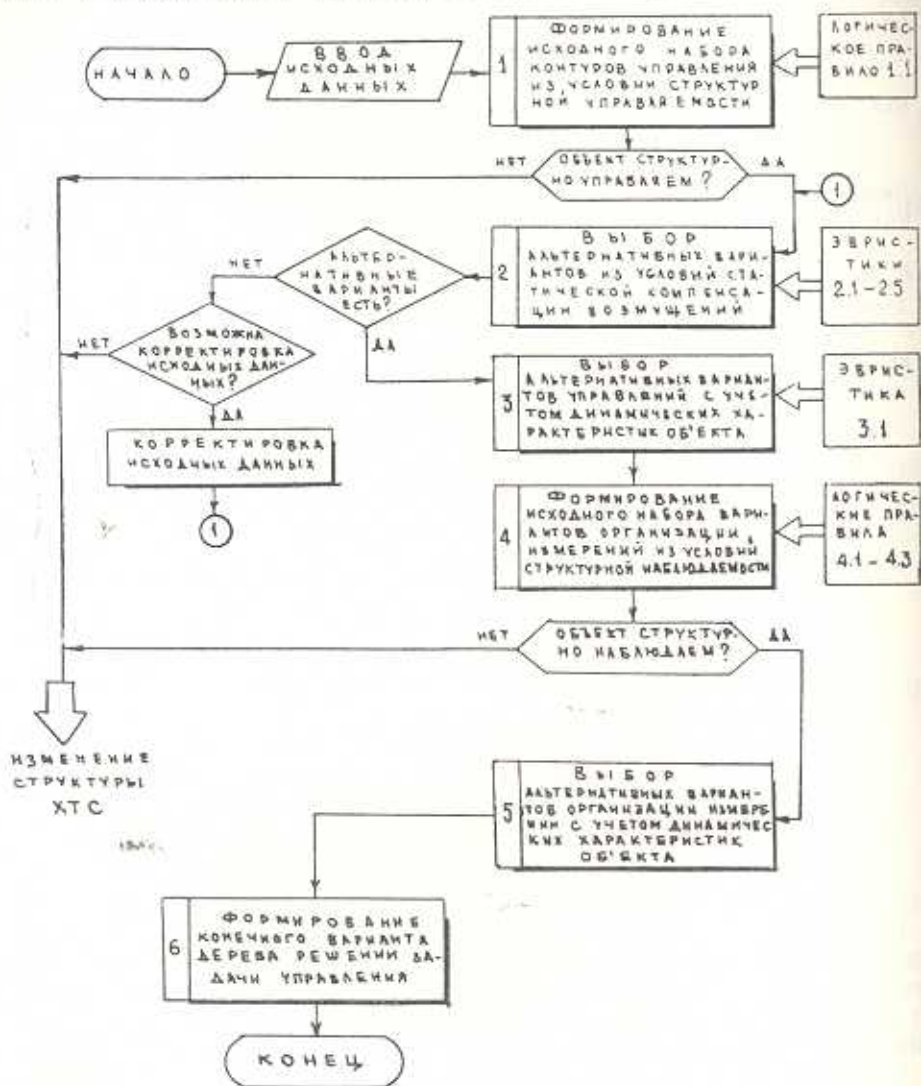 НАЧАЛО
ВВОД
ИСХОДНЫХ
ДАННЫХ
1
ФОРМИРОВАНИЕ
ИСХОДНОГО НАБОРА
КОНТУРОВ УПРАВЛЕНИЯ
ИЗ УСЛОВИЙ СТРУКТУР
НОЙ УПРАВЛЯЕМОСТИ
ЛОГИЧЕС-
КОЕ ПРА-
ВИЛО 1.1
НЕТ
ОБЪЕКТ СТРУКТУР-
НО УПРАВЛЯЕМ?
ДА
1
2
ВЫБОР
АЛЬТЕРНАТИВНЫХ ВАРИ-
АНТОВ ИЗ УСЛОВИЙ СТА-
ТИЧЕСКОЙ КОМПЕНСА-
ЦИИ ВОЗМУЩЕНИЙ
ЭВРИС-
ТИКИ
2.1-2.5
НЕТ
АЛЬТЕР-
НАТИВНЫЕ
ВАРИАНТЫ
ЕСТЬ?
ДА
НЕТ
ВОЗМОЖНА
КОРРЕКТИРОВКА
ИСХОДНЫХ ДАН-
НЫХ?
ДА
3
ВЫБОР
АЛЬТЕРНАТИВНЫХ ВАРИАН-
ТОВ УПРАВЛЕНИЙ С УЧЕ-
ТОМ ДИНАМИЧЕСКИХ ХА-
РАКТЕРИСТИК ОБ'ЕКТА
ЭВРИС-
ТИКА
3.1
КОРРЕКТИРОВКА
ИСХОДНЫХ ДАННЫХ
1
4
ФОРМИРОВАНИЕ
ИСХОДНОГО НАБОРА ВАРИ-
АНТОВ ОРГАНИЗАЦИИ
ИЗМЕРЕНИЙ ИЗ УСЛОВИЙ
СТРУКТУРНОЙ НАБЛЮДАЕМОСТИ
ЛОГИЧЕС-
КИЕ ПРА-
ВИЛА
4.1-4.3
НЕТ
ОБЪЕКТ СТРУКТУР-
НО НАБЛЮДАЕМ?
ДА
ИЗМЕНЕНИЕ
СТРУКТУРЫ
ХТС
5
ВЫБОР
АЛЬТЕРНАТИВНЫХ ВАРИАН-
ТОВ ОРГАНИЗАЦИИ ИЗМЕРЕ
НИЙ С УЧЕТОМ ДИНАМИЧЕС-
КИХ ХАРАКТЕРИСТИК
ОБ'ЕКТА
6
ФОРМИРОВАНИЕ
КОНЕЧНОГО ВАРИАНТА
ДЕРЕВА РЕШЕНИЙ ЗА-
ДАЧИ УПРАВЛЕНИЯ
КОНЕЦ